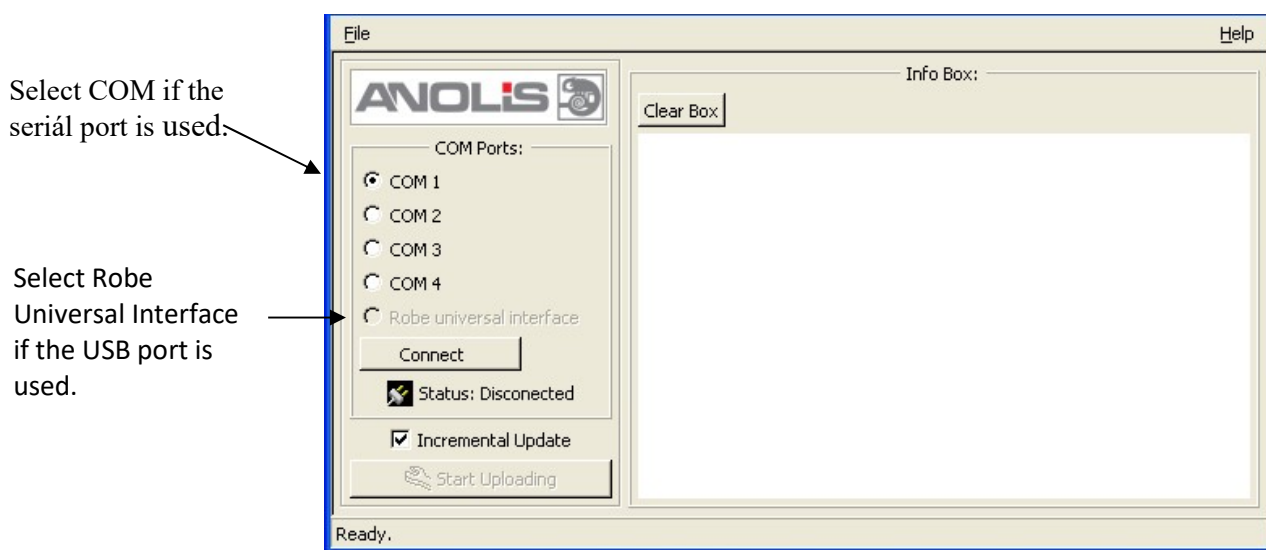 Select COM if the
seriál port is used.
Select Robe
Universal Interface
if the USB port is
used.
File
Help
ANOLiS
COM Ports:
COM 1
COM 2
COM 3
COM 4
Robe universal interface
Connect
Status: Disconected
Incremental Update
Start Uploading
Info Box:
Clear Box
Ready.